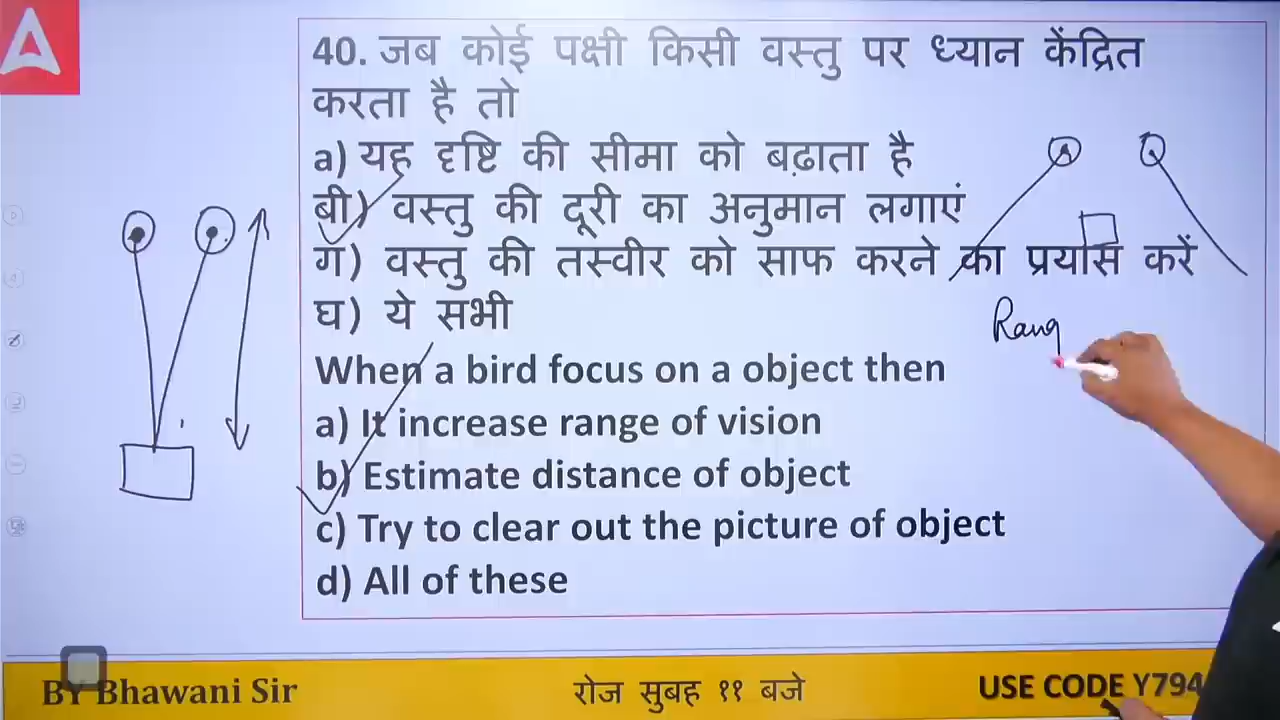 40. जब कोई पक्षी किसी वस्तु पर ध्यान केंद्रित
करता है तो
a) यह दृष्टि की सीमा को बढ़ाता है
बी) वस्तु की दूरी का अनुमान लगाएं
ग) वस्तु की तस्वीर को साफ करने का प्रयास करें
घ) ये सभी
Rang
When a bird focus on a object then
a) It increase range of vision
b) Estimate distance of object
c) Try to clear out the picture of object
d) All of these
BY Bhawani Sir
रोज सुबह ११ बजे
USE CODE Y794